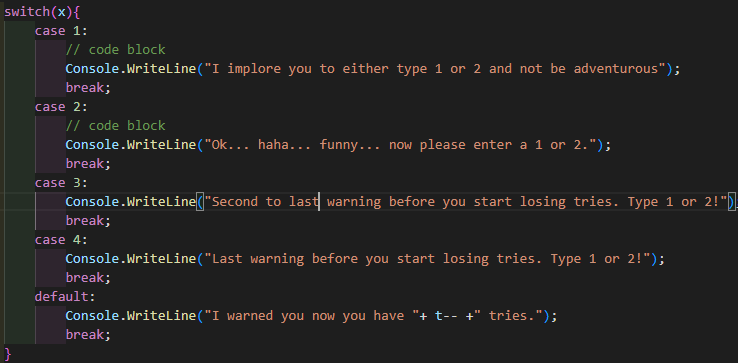 switch(x){
    case 1:
        // code block
        Console.WriteLine("I implore you to either type 1 or 2 and not be adventurous");
        break;
    case 2:
        // code block
        Console.WriteLine("Ok... haha... funny... now please enter a 1 or 2.");
        break;
    case 3:
        Console.WriteLine("Second to last warning before you start losing tries. Type 1 or 2!")
        break;
    case 4:
        Console.WriteLine("Last warning before you start losing tries. Type 1 or 2!");
        break;
    default:
        Console.WriteLine("I warned you now you have "+ t-- +" tries.");
        break;
}